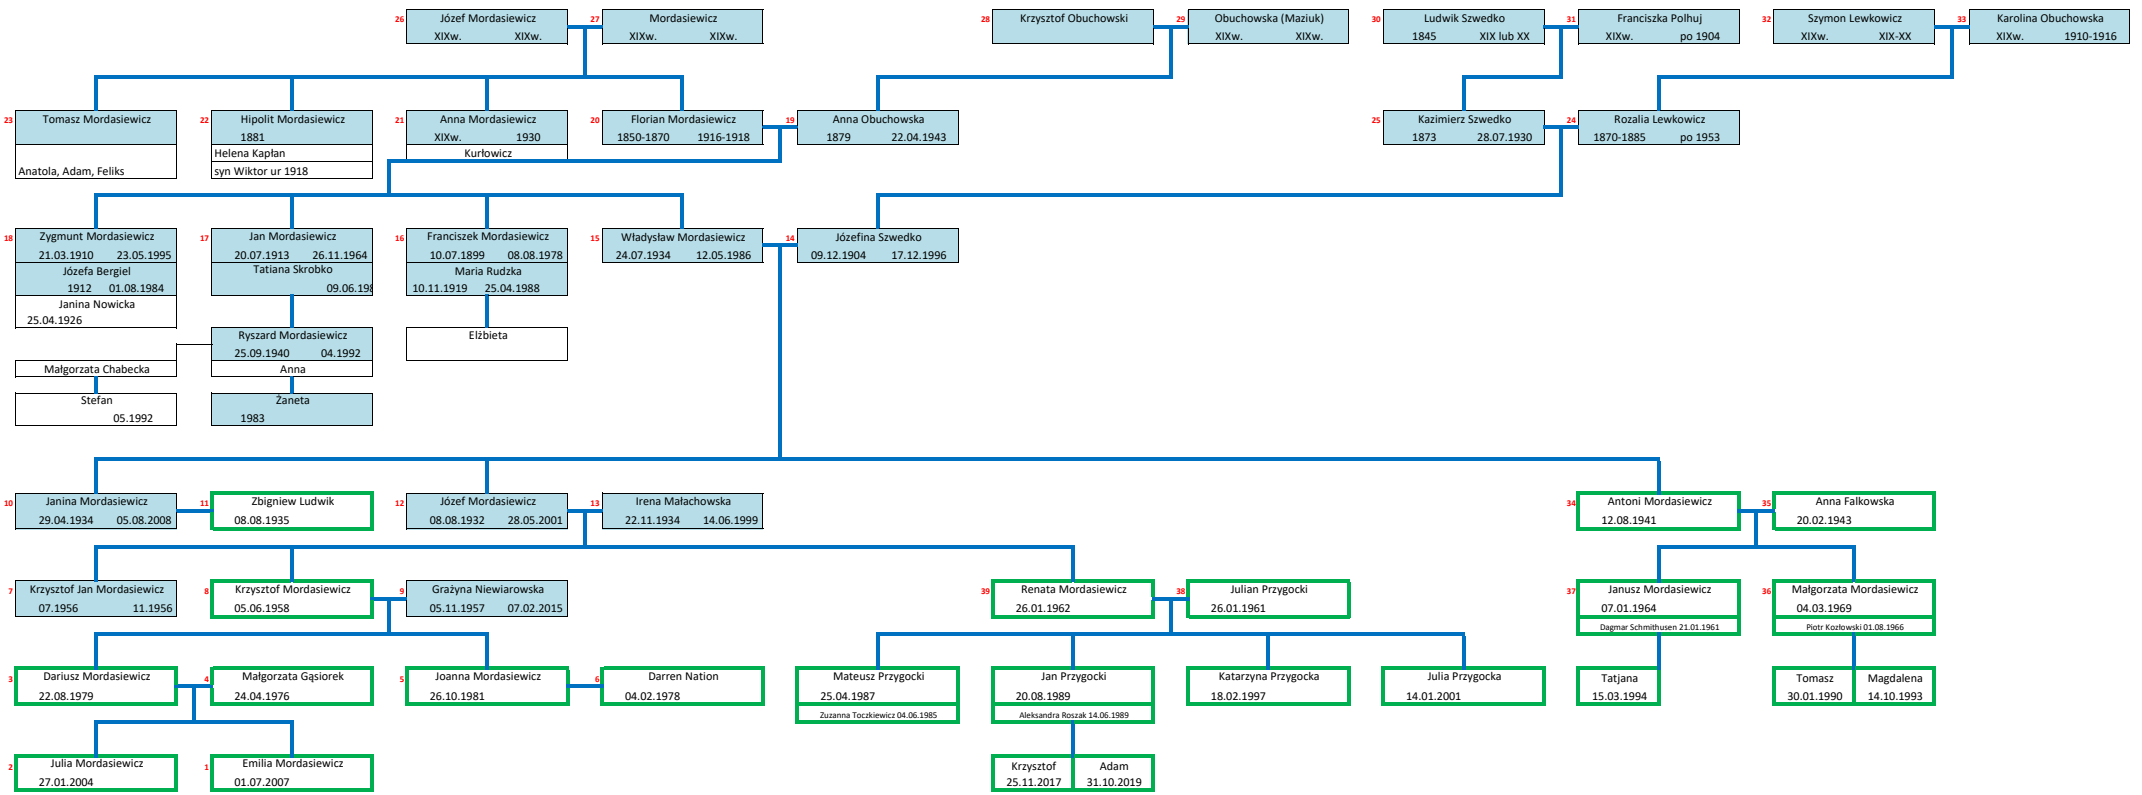 26 Józef Mordasiewicz 27 Mordasiewicz 28 Krzysztof Obuchowski 29 Obuchowska (Maziuk) 30 Ludwik Szwedko 31 Franciszka Polhuj 32 Szymon Lewkowicz 33 Karolina Obuchowska
XIXw. XIXw. XIXw. XIXw. XIXw. XIXw. 1845 XIX lub XX XIXw. po 1904 XIXw. XIX-XX XIXw. 1910-1916
23 Tomasz Mordasiewicz 22 Hipolit Mordasiewicz 21 Anna Mordasiewicz 20 Florian Mordasiewicz 19 Anna Obuchowska 25 Kazimierz Szwedko 24 Rozalia Lewkowicz
1881 XIXw. 1930 1850-1870 1916-1918 1879 22.04.1943 1873 28.07.1930 1870-1885 po 1953
Helena Kapłan Kurłowicz
Anatola, Adam, Feliks syn Wiktor ur 1918
18 Zygmunt Mordasiewicz 17 Jan Mordasiewicz 16 Franciszek Mordasiewicz 15 Władysław Mordasiewicz 14 Józefina Szwedko
21.03.1910 23.05.1995 20.07.1913 26.11.1964 10.07.1899 08.08.1978 24.07.1934 12.05.1986 09.12.1904 17.12.1996
Józefa Bergiel Tatiana Skrobko Maria Rudzka
1912 01.08.1984 09.06.198 10.11.1919 25.04.1988
Janina Nowicka
25.04.1926
Ryszard Mordasiewicz Elżbieta
25.09.1940 04.1992
Małgorzata Chabecka Anna
Stefan Żaneta
05.1992 1983
10 Janina Mordasiewicz 11 Zbigniew Ludwik 12 Józef Mordasiewicz 13 Irena Małachowska 34 Antoni Mordasiewicz 35 Anna Falkowska
29.04.1934 05.08.2008 08.08.1935 08.08.1932 28.05.2001 22.11.1934 14.06.1999 12.08.1941 20.02.1943
7 Krzysztof Jan Mordasiewicz 8 Krzysztof Mordasiewicz 9 Grażyna Niewiarowska 39 Renata Mordasiewicz 38 Julian Przygocki 37 Janusz Mordasiewicz 36 Małgorzata Mordasiewicz
07.1956 11.1956 05.06.1958 05.11.1957 07.02.2015 26.01.1962 26.01.1961 07.01.1964 04.03.1969
Dagmar Schmithusen 21.01.1961 Piotr Kozłowski 01.08.1966
3 Dariusz Mordasiewicz 4 Małgorzata Gąsiorek 5 Joanna Mordasiewicz 6 Darren Nation Mateusz Przygocki Jan Przygocki Katarzyna Przygocka Julia Przygocka Tatjana Tomasz Magdalena
22.08.1979 24.04.1976 26.10.1981 04.02.1978 25.04.1987 20.08.1989 18.02.1997 14.01.2001 15.03.1994 30.01.1990 14.10.1993
Zuzanna Toczkiewicz 04.06.1985 Aleksandra Roszak 14.06.1989
2 Julia Mordasiewicz 1 Emilia Mordasiewicz Krzysztof Adam
27.01.2004 01.07.2007 25.11.2017 31.10.2019